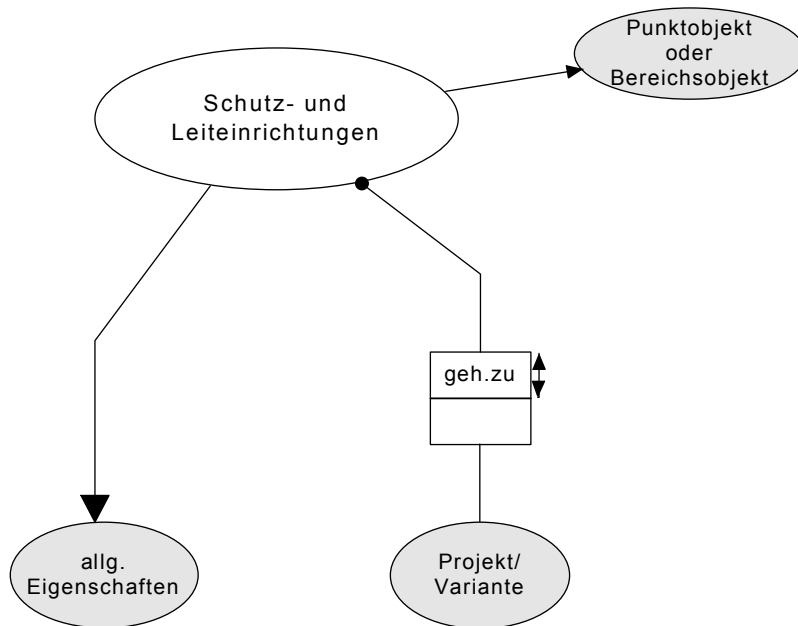 Punktobjekt
oder
Bereichsobjekt
Schutz- und
Leiteinrichtungen
geh.zu
allg.
Eigenschaften
Projekt/
Variante